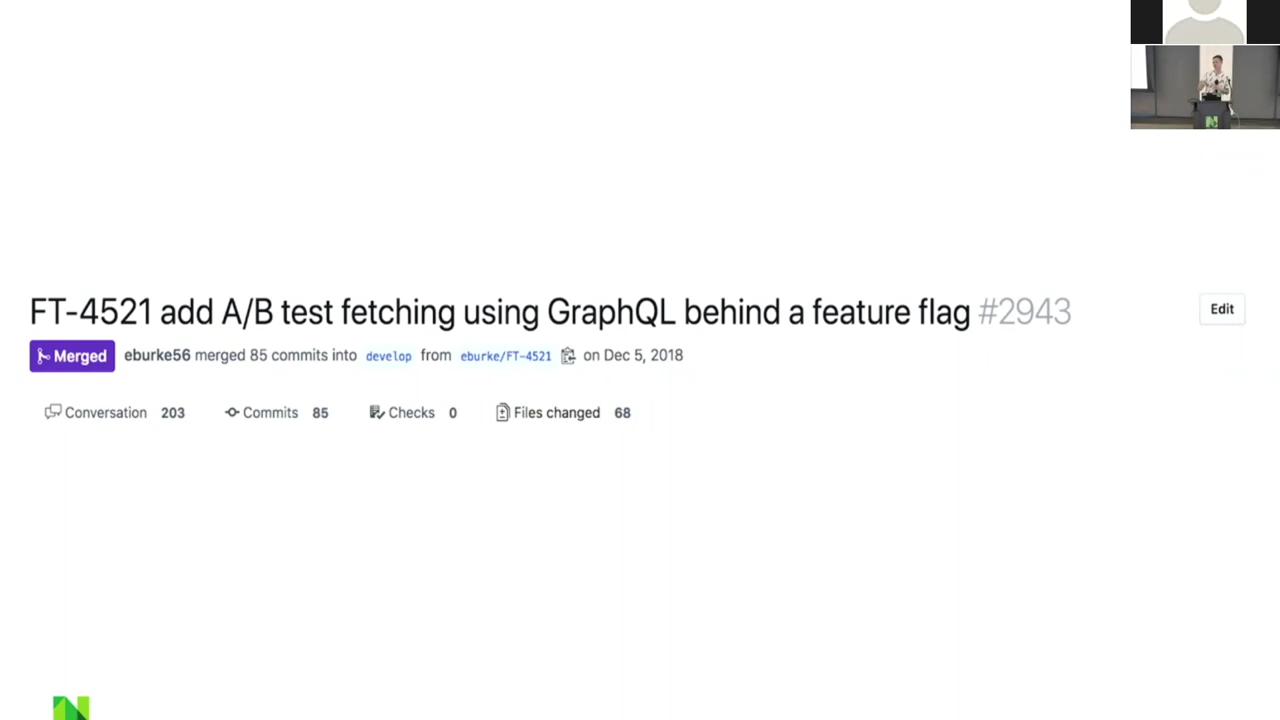 FT-4521 add A/B test fetching using GraphQL behind a feature flag #2943
Edit
Merged eburke56 merged 85 commits into develop from eburke/FT-4521 on Dec 5, 2018
Conversation 203 Commits 85 Checks 0 Files changed 68